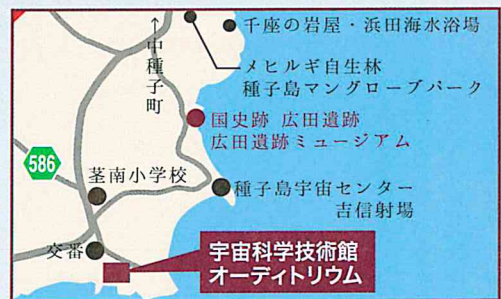 千座の岩屋・浜田海水浴場
↑中種子町
メヒルギ自生林
種子島マングローブパーク
国史跡 広田遺跡
広田遺跡ミュージアム
586
茎南小学校
種子島宇宙センター
吉信射場
交番
宇宙科学技術館
オーディトリウム